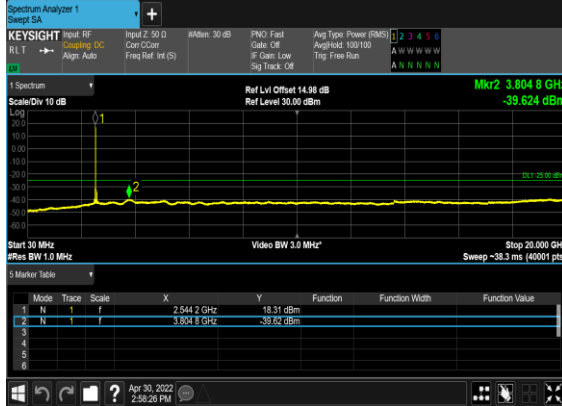 Spectrum Analyzer 1
Swept SA
+
KEYSIGHT Input: RF Input Z: 50 Ω #Atten: 30 dB PNO: Fast Avg Type: Power (RMS) 1 2 3 4 5 6
RLT Coupling: DC Corr CCorr Gate: Off Avg|Hold: 100/100 A W W W W W
Align: Auto Freq Ref: Int (S) IF Gain: Low Trig: Free Run
LXI Sig Track: Off A N N N N N
1 Spectrum Ref Lvl Offset 14.98 dB Mkr2 3.804 8 GHz
Scale/Div 10 dB Ref Level 30.00 dBm -39.624 dBm
Log
20.0 1
10.0
0.00
-10.0
-20.0 DL1 -25.00 dBm
-30.0 2
-40.0
-50.0
-60.0
Start 30 MHz Video BW 3.0 MHz* Stop 20.000 GHz
#Res BW 1.0 MHz Sweep ~38.3 ms (40001 pts)
5 Marker Table
Mode Trace Scale X Y Function Function Width Function Value
1 N 1 f 2.544 2 GHz 18.31 dBm
2 N 1 f 3.804 8 GHz -39.62 dBm
3
4
5
6
? Apr 30, 2022
2:58:26 PM